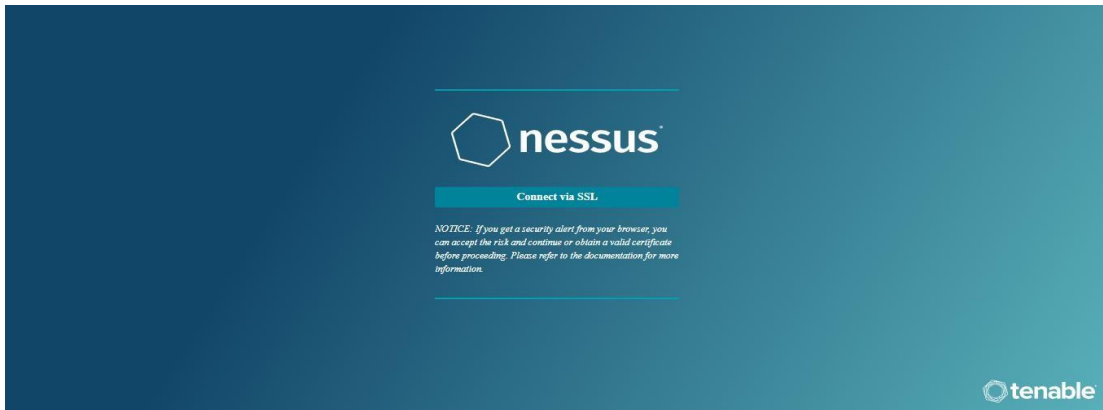 nessus
Connect via SSL
NOTICE: If you get a security alert from your browser, you
can accept the risk and continue or obtain a valid certificate
before proceeding. Please refer to the documentation for more
information.
tenable